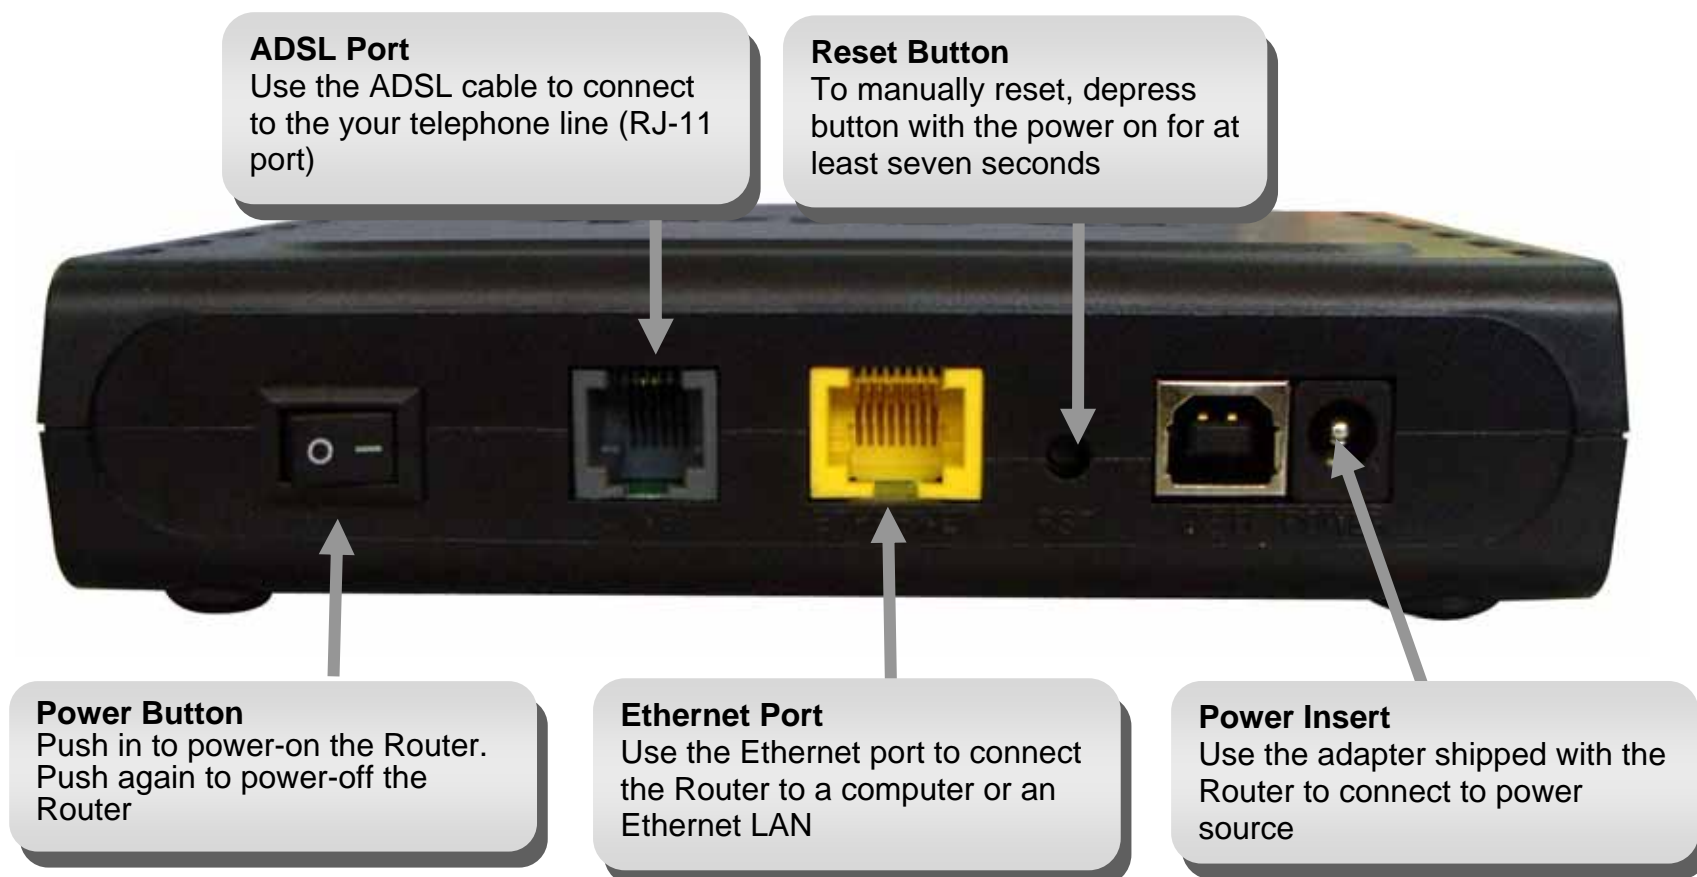 ADSL Port
Use the ADSL cable to connect
to the your telephone line (RJ-11
port)
Reset Button
To manually reset, depress
button with the power on for at
least seven seconds
Power Button
Push in to power-on the Router.
Push again to power-off the
Router
Ethernet Port
Use the Ethernet port to connect
the Router to a computer or an
Ethernet LAN
Power Insert
Use the adapter shipped with the
Router to connect to power
source